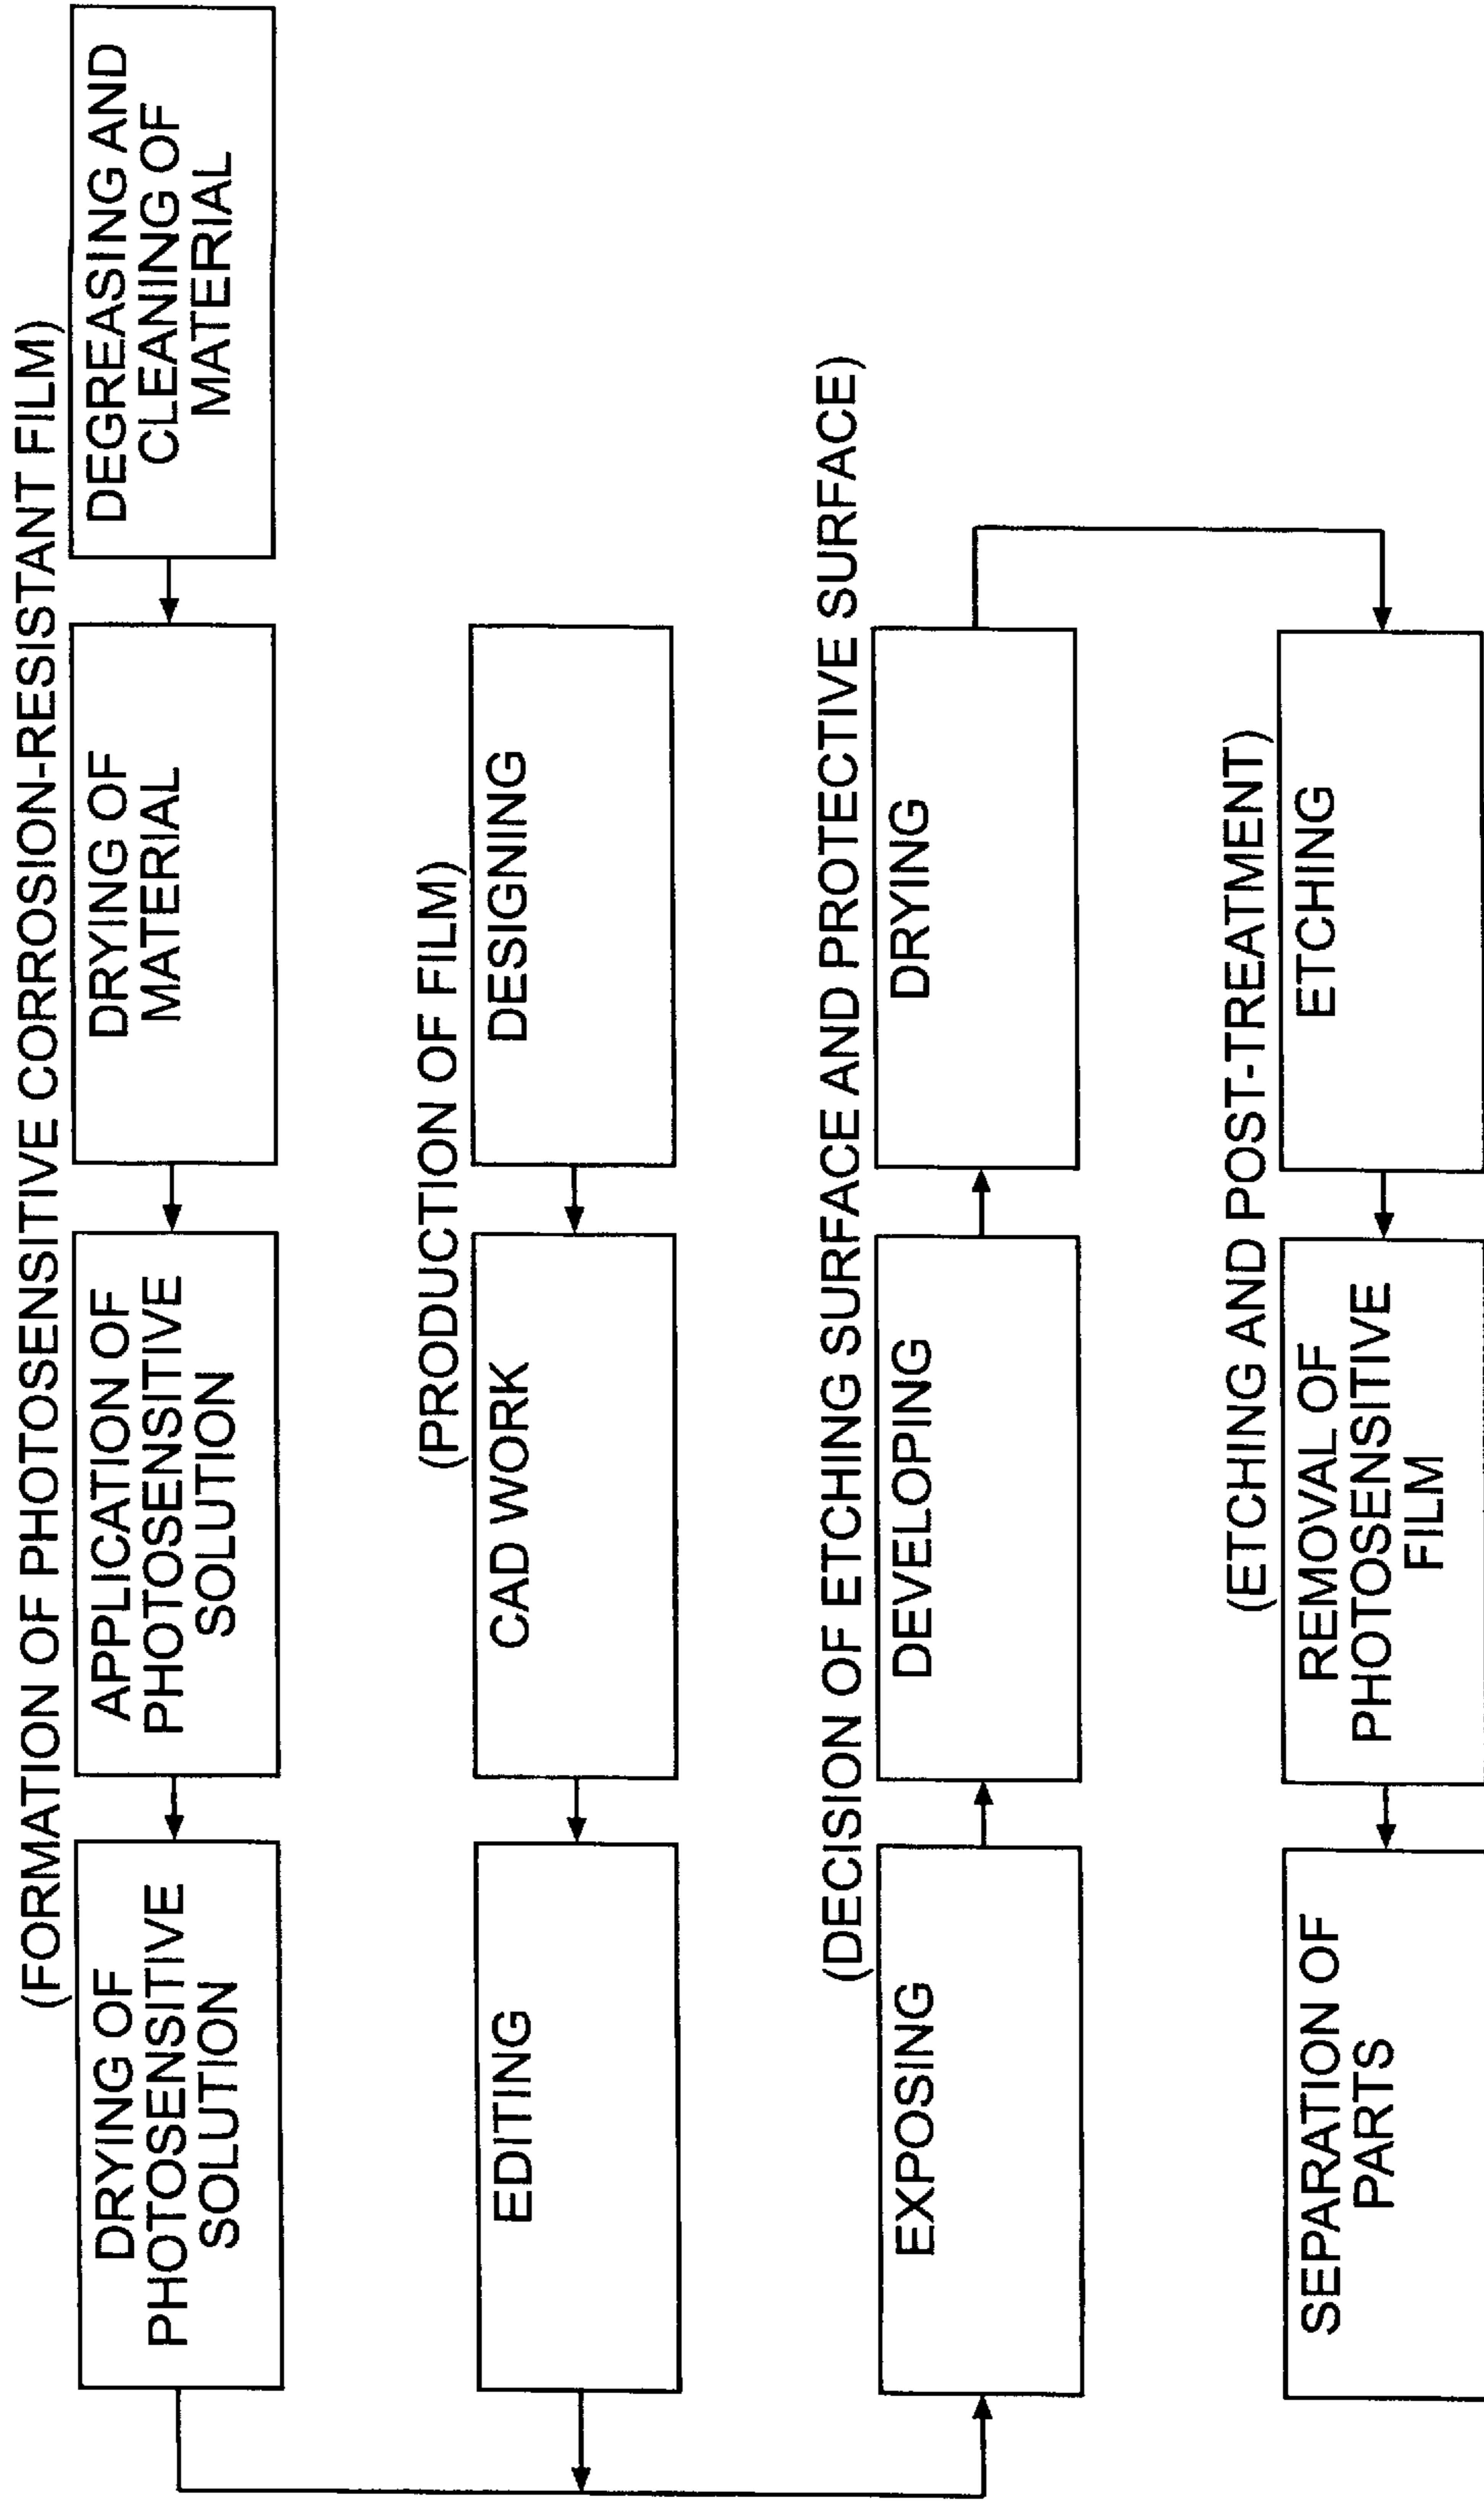 (FORMATION OF PHOTOSENSITIVE CORROSION-RESISTANT FILM)
DEGREASING AND
CLEANING OF
MATERIAL
DRYING OF
MATERIAL
APPLICATION OF
PHOTOSENSITIVE
SOLUTION
DRYING OF
PHOTOSENSITIVE
SOLUTION
(PRODUCTION OF FILM)
DESIGNING
CAD WORK
EDITING
(DECISION OF ETCHING SURFACE AND PROTECTIVE SURFACE)
EXPOSING
DEVELOPING
DRYING
(ETCHING AND POST-TREATMENT)
ETCHING
REMOVAL OF
PHOTOSENSITIVE
FILM
SEPARATION OF
PARTS